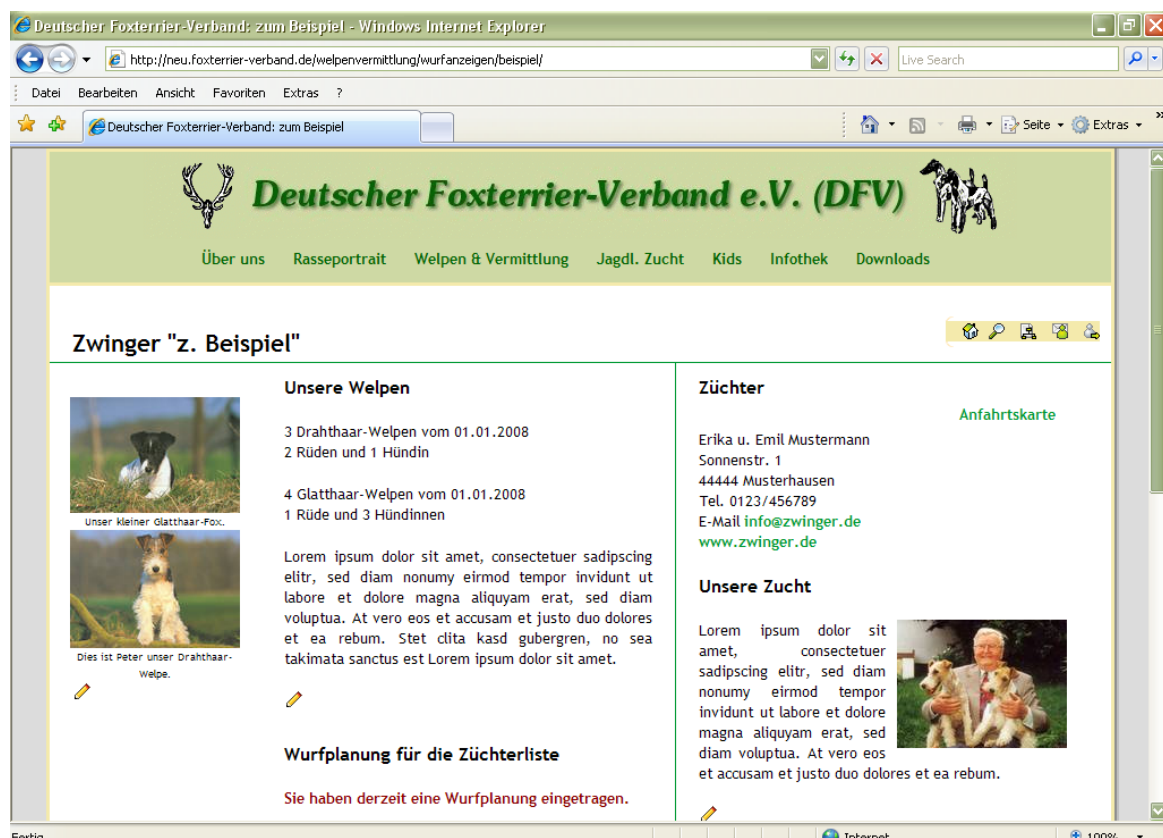 Deutscher Foxterrier-Verband: zum Beispiel - Windows Internet Explorer
http://neu.foxterrier-verband.de/welpenvermittlung/wurfanzeigen/beispiel/
Live Search
Datei Bearbeiten Ansicht Favoriten Extras ?
Deutscher Foxterrier-Verband: zum Beispiel
Seite Extras
Deutscher Foxterrier-Verband e.V. (DFV)
Über uns Rasseportrait Welpen & Vermittlung Jagdl. Zucht Kids Infothek Downloads
Zwinger "z. Beispiel"
Unser kleiner Glatthaar-Fox.
Dies ist Peter unser Drahthaar-
Welpe.
Unsere Welpen
3 Drahthaar-Welpen vom 01.01.2008
2 Rüden und 1 Hündin
4 Glatthaar-Welpen vom 01.01.2008
1 Rüde und 3 Hündinnen
Lorem ipsum dolor sit amet, consectetuer sadipscing
elitr, sed diam nonumy eirmod tempor invidunt ut
labore et dolore magna aliquyam erat, sed diam
voluptua. At vero eos et accusam et justo duo dolores
et ea rebum. Stet clita kasd gubergren, no sea
takimata sanctus est Lorem ipsum dolor sit amet.
Wurfplanung für die Züchterliste
Sie haben derzeit eine Wurfplanung eingetragen.
Züchter
Anfahrtskarte
Erika u. Emil Mustermann
Sonnenstr. 1
44444 Musterhausen
Tel. 0123/456789
E-Mail info@zwinger.de
www.zwinger.de
Unsere Zucht
Lorem ipsum dolor sit
amet, consectetuer
sadipscing elitr, sed diam
nonumy eirmod tempor
invidunt ut labore et dolore
magna aliquyam erat, sed
diam voluptua. At vero eos
et accusam et justo duo dolores et ea rebum.
Fertig
Internet
100%